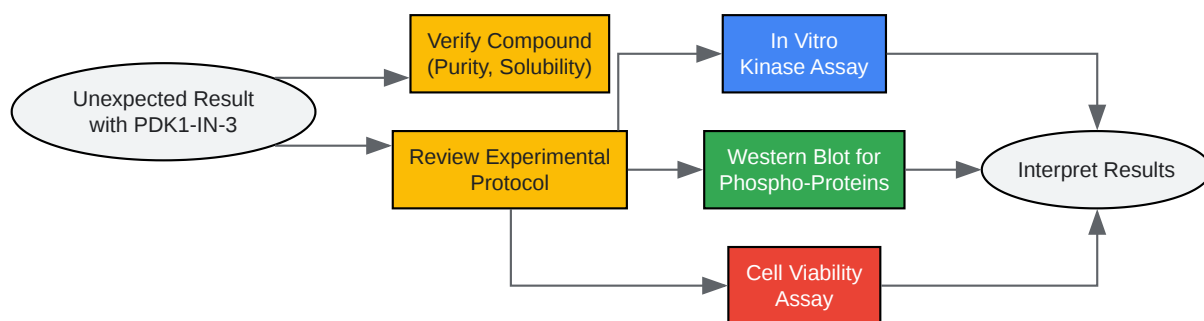 Unexpected Result
with PDK1-IN-3
Verify Compound
(Purity, Solubility)
Review Experimental
Protocol
In Vitro
Kinase Assay
Western Blot for
Phospho-Proteins
Cell Viability
Assay
Interpret Results